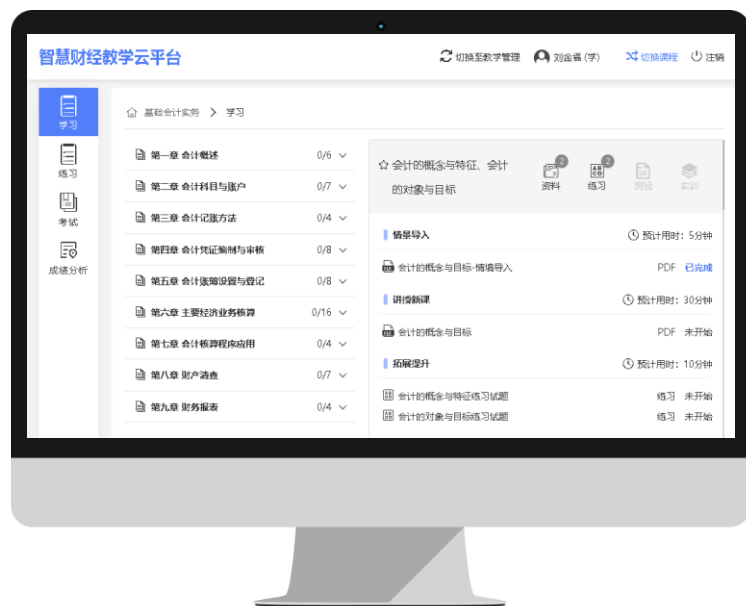 智慧财经教学云平台
切换至教学管理 刘金福 (学) 切换课程 注销
学习
练习
考试
成绩分析
基础会计实务 > 学习
第一章 会计概述 0/6
第二章 会计科目与账户 0/7
第三章 会计记账方法 0/4
第四章 会计凭证编制与审核 0/8
第五章 会计账簿设置与登记 0/8
第六章 主要经济业务核算 0/16
第七章 会计核算程序应用 0/4
第八章 财产清查 0/7
第九章 财务报表 0/4
会计的概念与特征、会计
的对象与目标
2 2
资料 练习 测验 实训
情景导入 预计用时：5分钟
会计的概念与目标-情境导入 PDF 已完成
讲授新课 预计用时：30分钟
会计的概念与目标 PDF 未开始
拓展提升 预计用时：10分钟
会计的概念与特征练习试题 练习 未开始
会计的对象与目标练习试题 练习 未开始